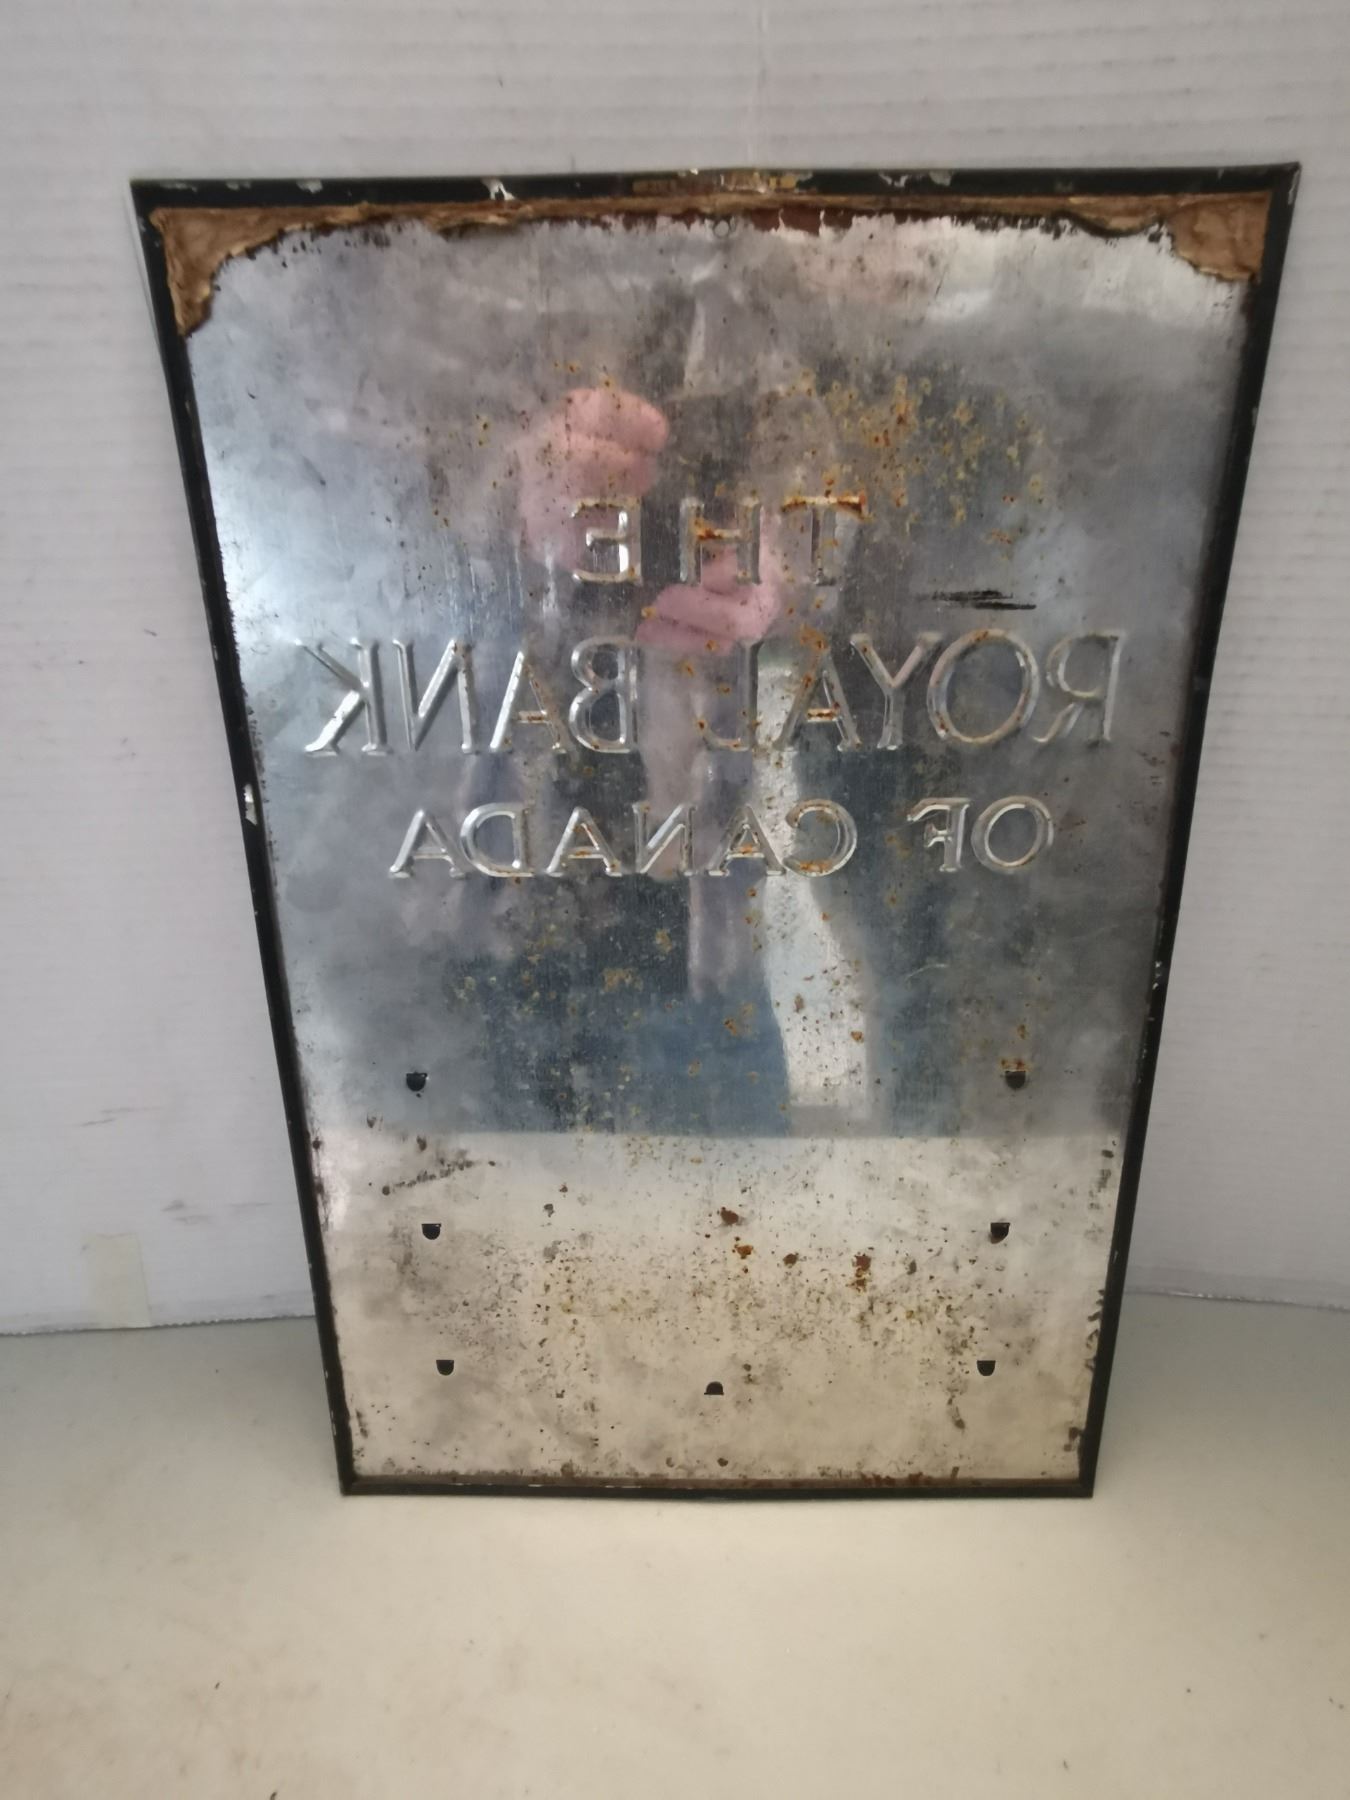 THE
ROYAL BANK
OF CANADA